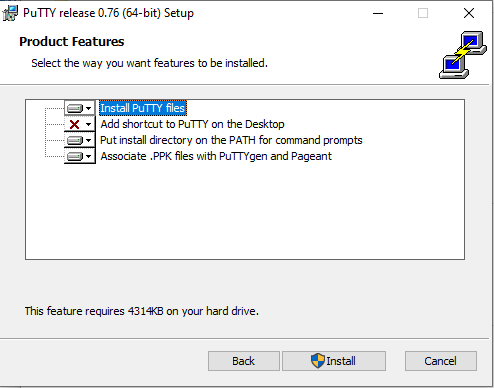 PuTTY release 0.76 (64-bit) Setup
Product Features
Select the way you want features to be installed.
Install PuTTY files
Add shortcut to PuTTY on the Desktop
Put install directory on the PATH for command prompts
Associate .PPK files with PuTTYgen and Pageant
This feature requires 4314KB on your hard drive.
Back
Install
Cancel